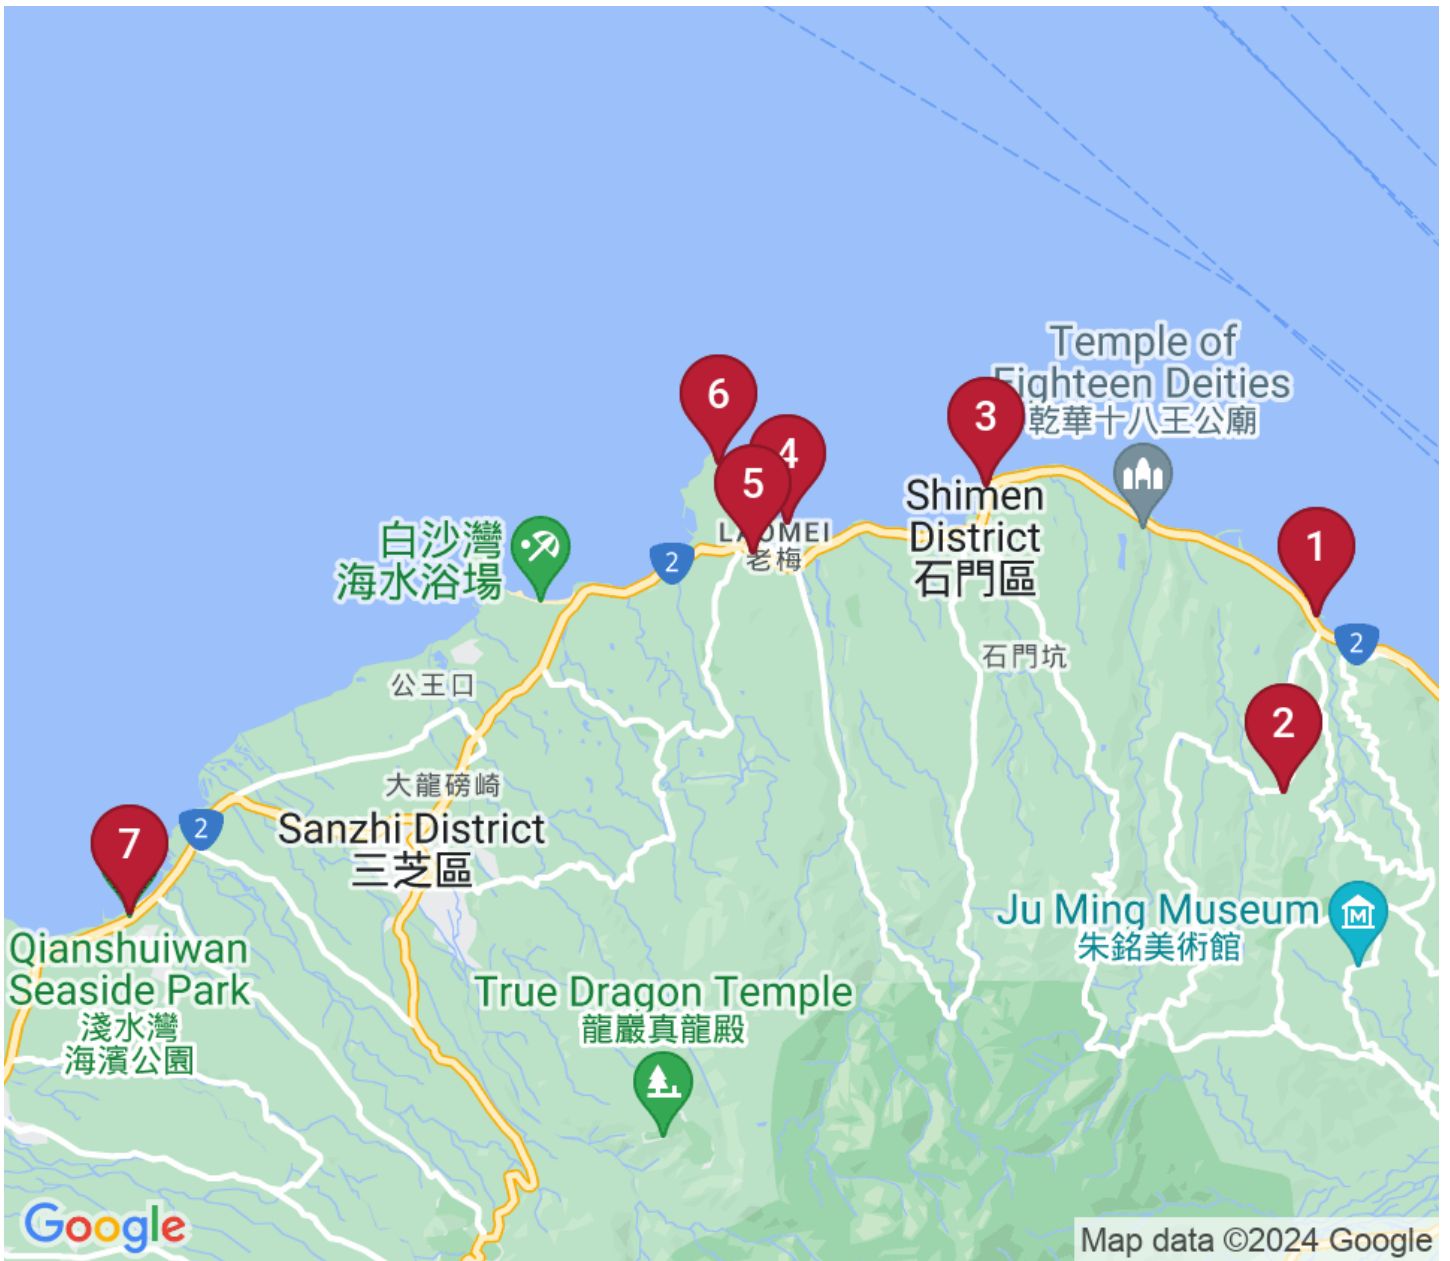 Temple of
Eighteen Deities
乾華十八王公廟
6
3
4
5
Shimen
District
石門區
LAOMEI
老梅
白沙灣
海水浴場
2
1
2
石門坑
公王口
2
大龍磅崎
Sanzhi District
三芝區
2
7
Ju Ming Museum
朱銘美術館
M
Qianshuiwan
Seaside Park
淺水灣
海濱公園
True Dragon Temple
龍巖真龍殿
Google
Map data ©2024 Google